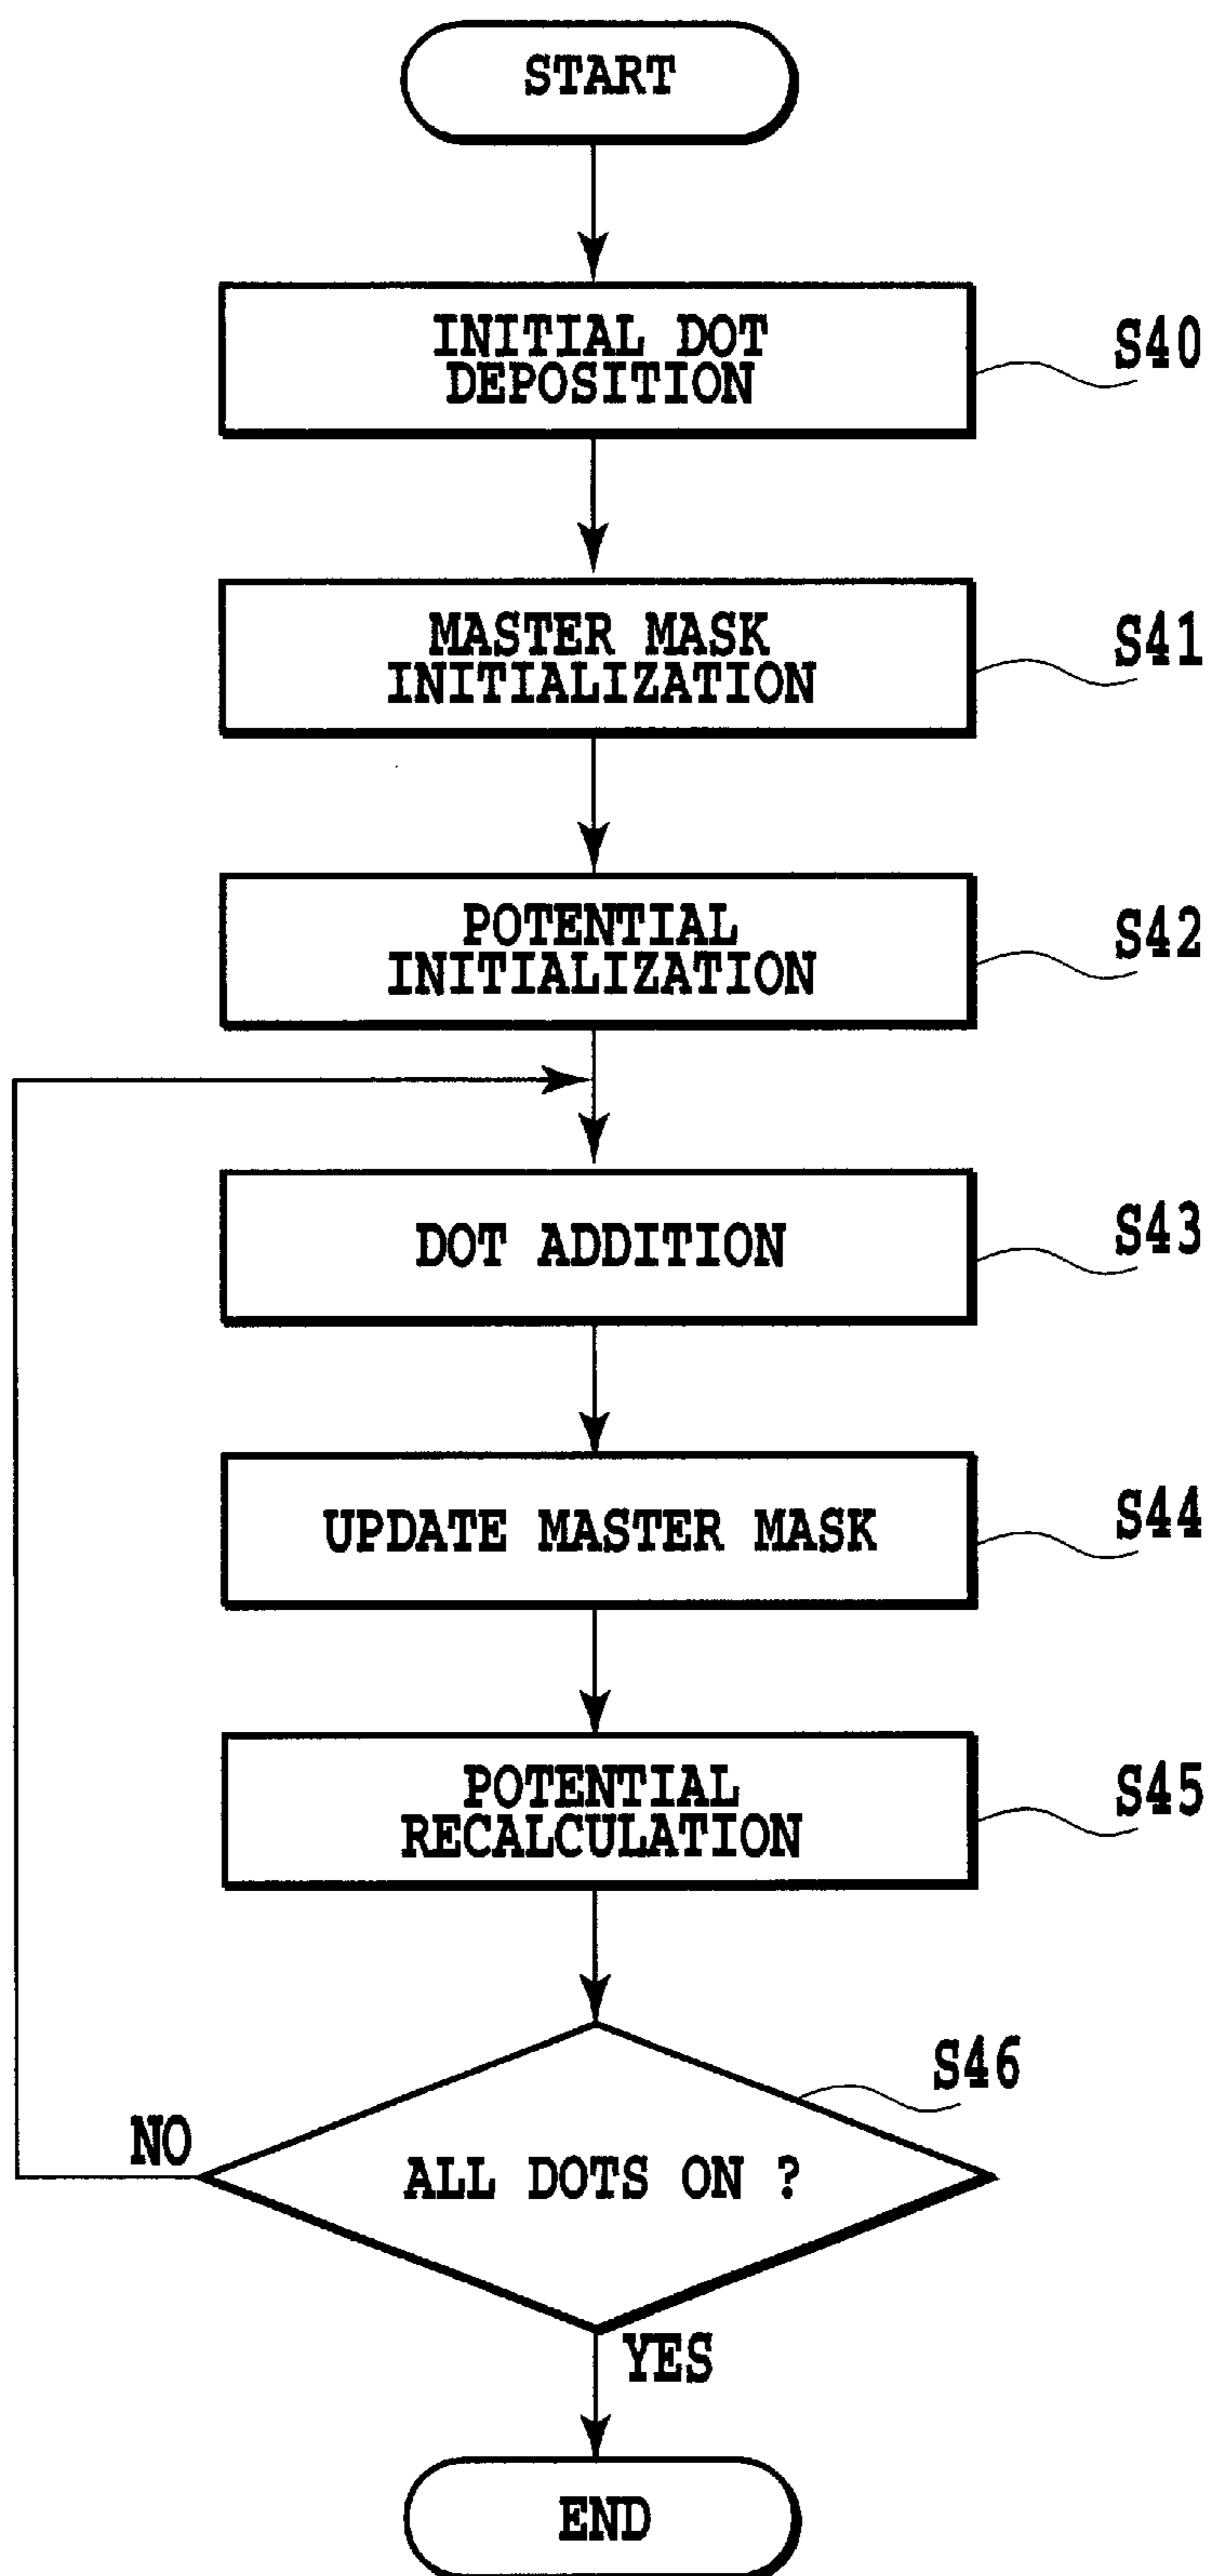 START
INITIAL DOT
DEPOSITION
S40
MASTER MASK
INITIALIZATION
S41
POTENTIAL
INITIALIZATION
S42
DOT ADDITION
S43
UPDATE MASTER MASK
S44
POTENTIAL
RECALCULATION
S45
S46
NO
ALL DOTS ON ?
YES
END